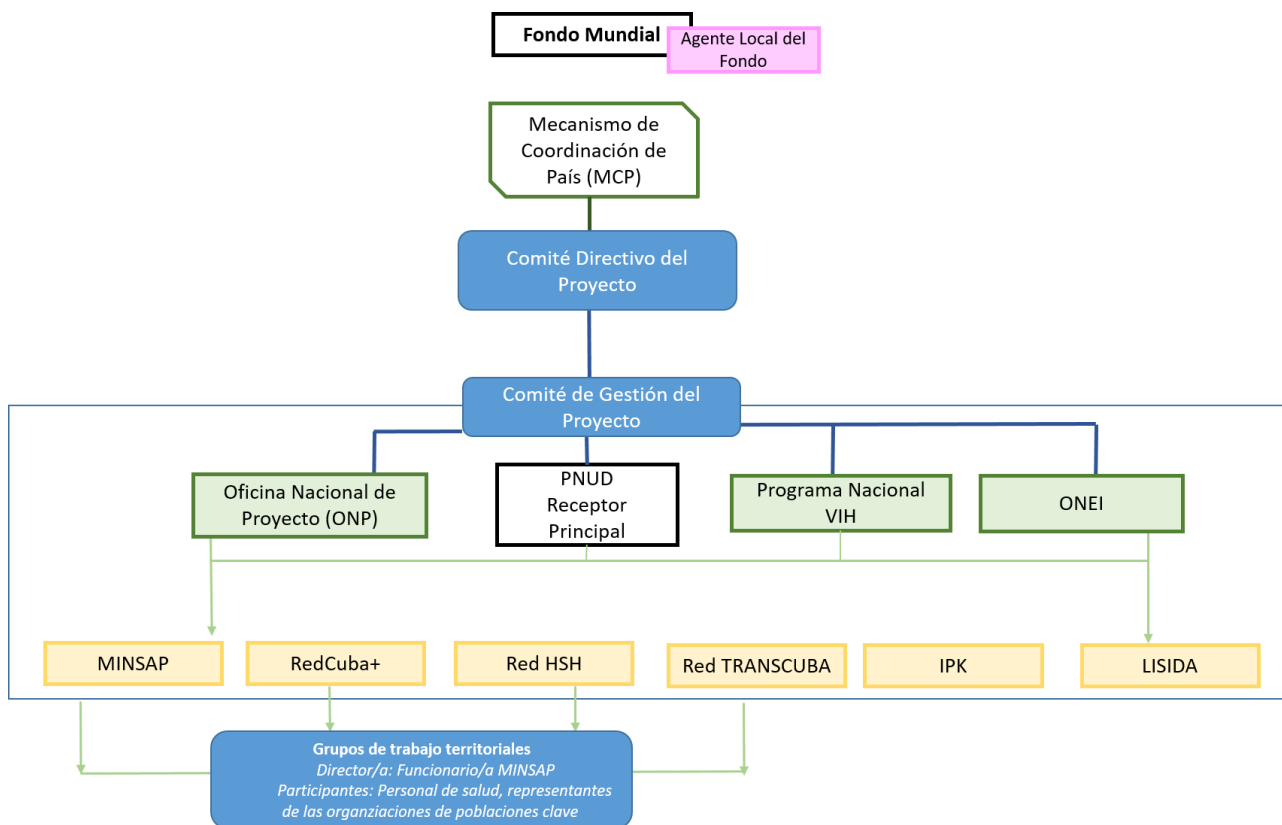 Fondo Mundial
Agente Local del
Fondo
Mecanismo de
Coordinación de
País (MCP)
Comité Directivo del
Proyecto
Comité de Gestión del
Proyecto
Oficina Nacional de
Proyecto (ONP)
PNUD
Receptor
Principal
Programa Nacional
VIH
ONEI
MINSAP
RedCuba+
Red HSH
Red TRANSCUBA
IPK
LISIDA
Grupos de trabajo territoriales
Director/a: Funcionario/a MINSAP
Participantes: Personal de salud, representantes
de las organziaciones de poblaciones clave